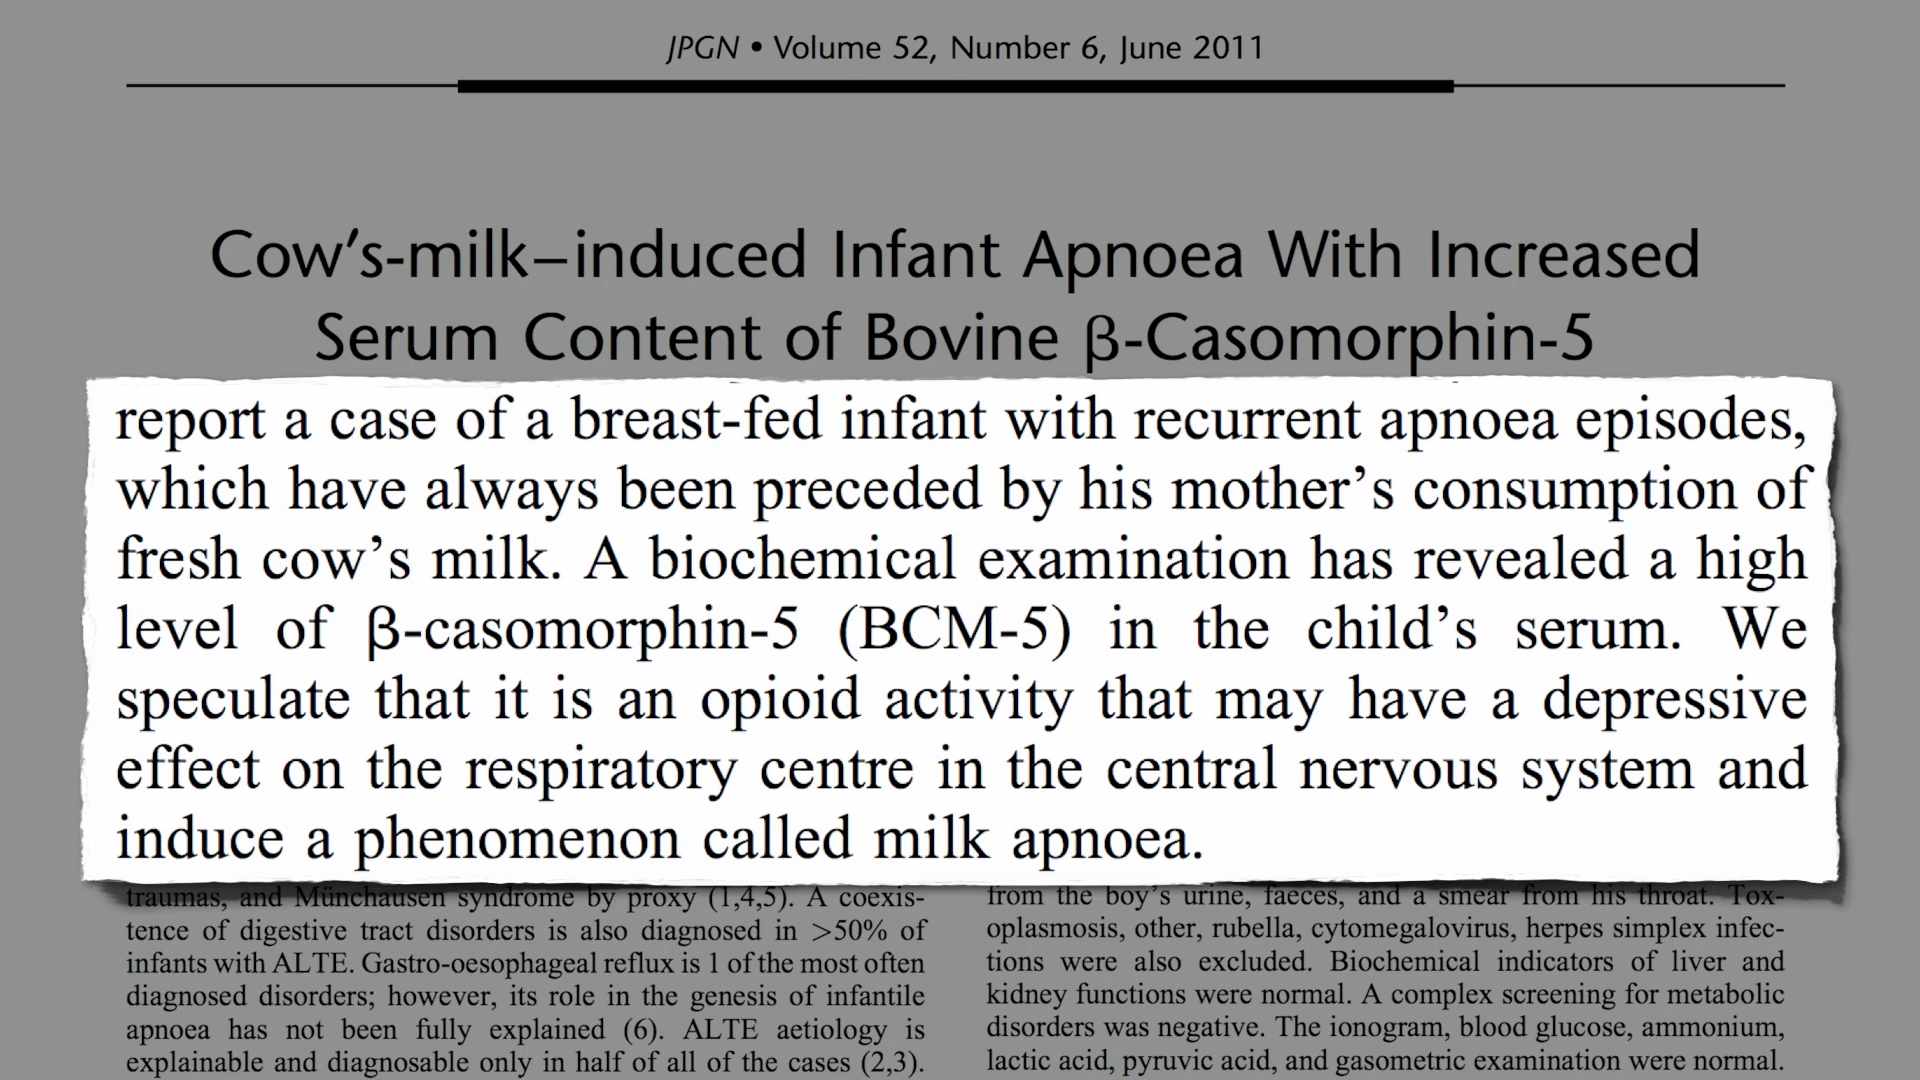 JPGN • Volume 52, Number 6, June 2011
Cow's-milk–induced Infant Apnoea With Increased
Serum Content of Bovine β-Casomorphin-5
report a case of a breast-fed infant with recurrent apnoea episodes,
which have always been preceded by his mother's consumption of
fresh cow's milk. A biochemical examination has revealed a high
level of β-casomorphin-5 (BCM-5) in the child's serum. We
speculate that it is an opioid activity that may have a depressive
effect on the respiratory centre in the central nervous system and
induce a phenomenon called milk apnoea.
traumas, and Münchausen syndrome by proxy (1,4,5). A coexis-
tence of digestive tract disorders is also diagnosed in >50% of
infants with ALTE. Gastro-oesophageal reflux is 1 of the most often
diagnosed disorders; however, its role in the genesis of infantile
apnoea has not been fully explained (6). ALTE aetiology is
explainable and diagnosable only in half of all of the cases (2,3).
from the boy's urine, faeces, and a smear from his throat. Tox-
oplasmosis, other, rubella, cytomegalovirus, herpes simplex infec-
tions were also excluded. Biochemical indicators of liver and
kidney functions were normal. A complex screening for metabolic
disorders was negative. The ionogram, blood glucose, ammonium,
lactic acid, pyruvic acid, and gasometric examination were normal.